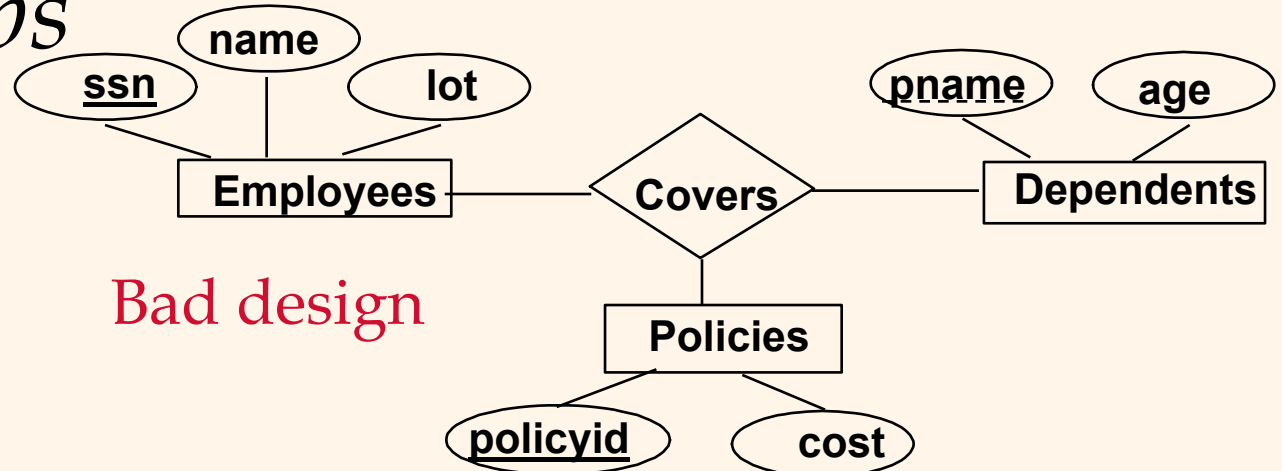 name
ssn
lot
pname
age
Employees
Covers
Dependents
Bad design
Policies
policyid
cost